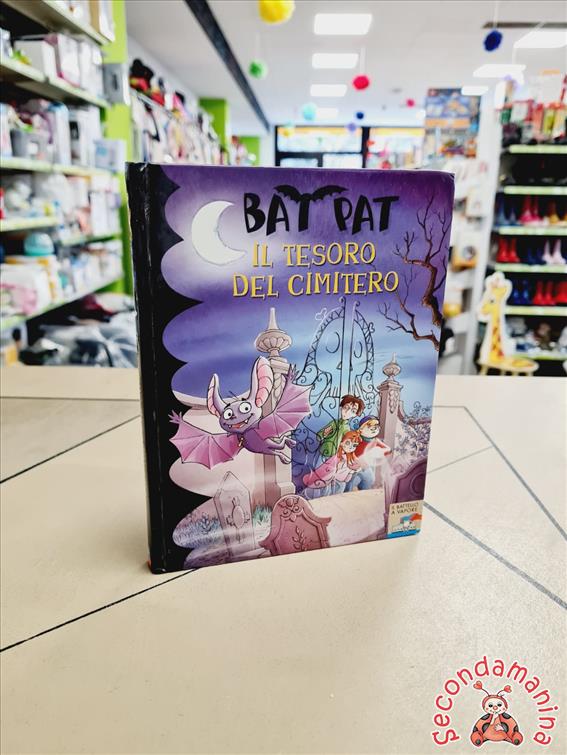 BAT PAT
IL TESORO
DEL CIMITERO
IL BATTELLO
A VAPORE
Secondamanina